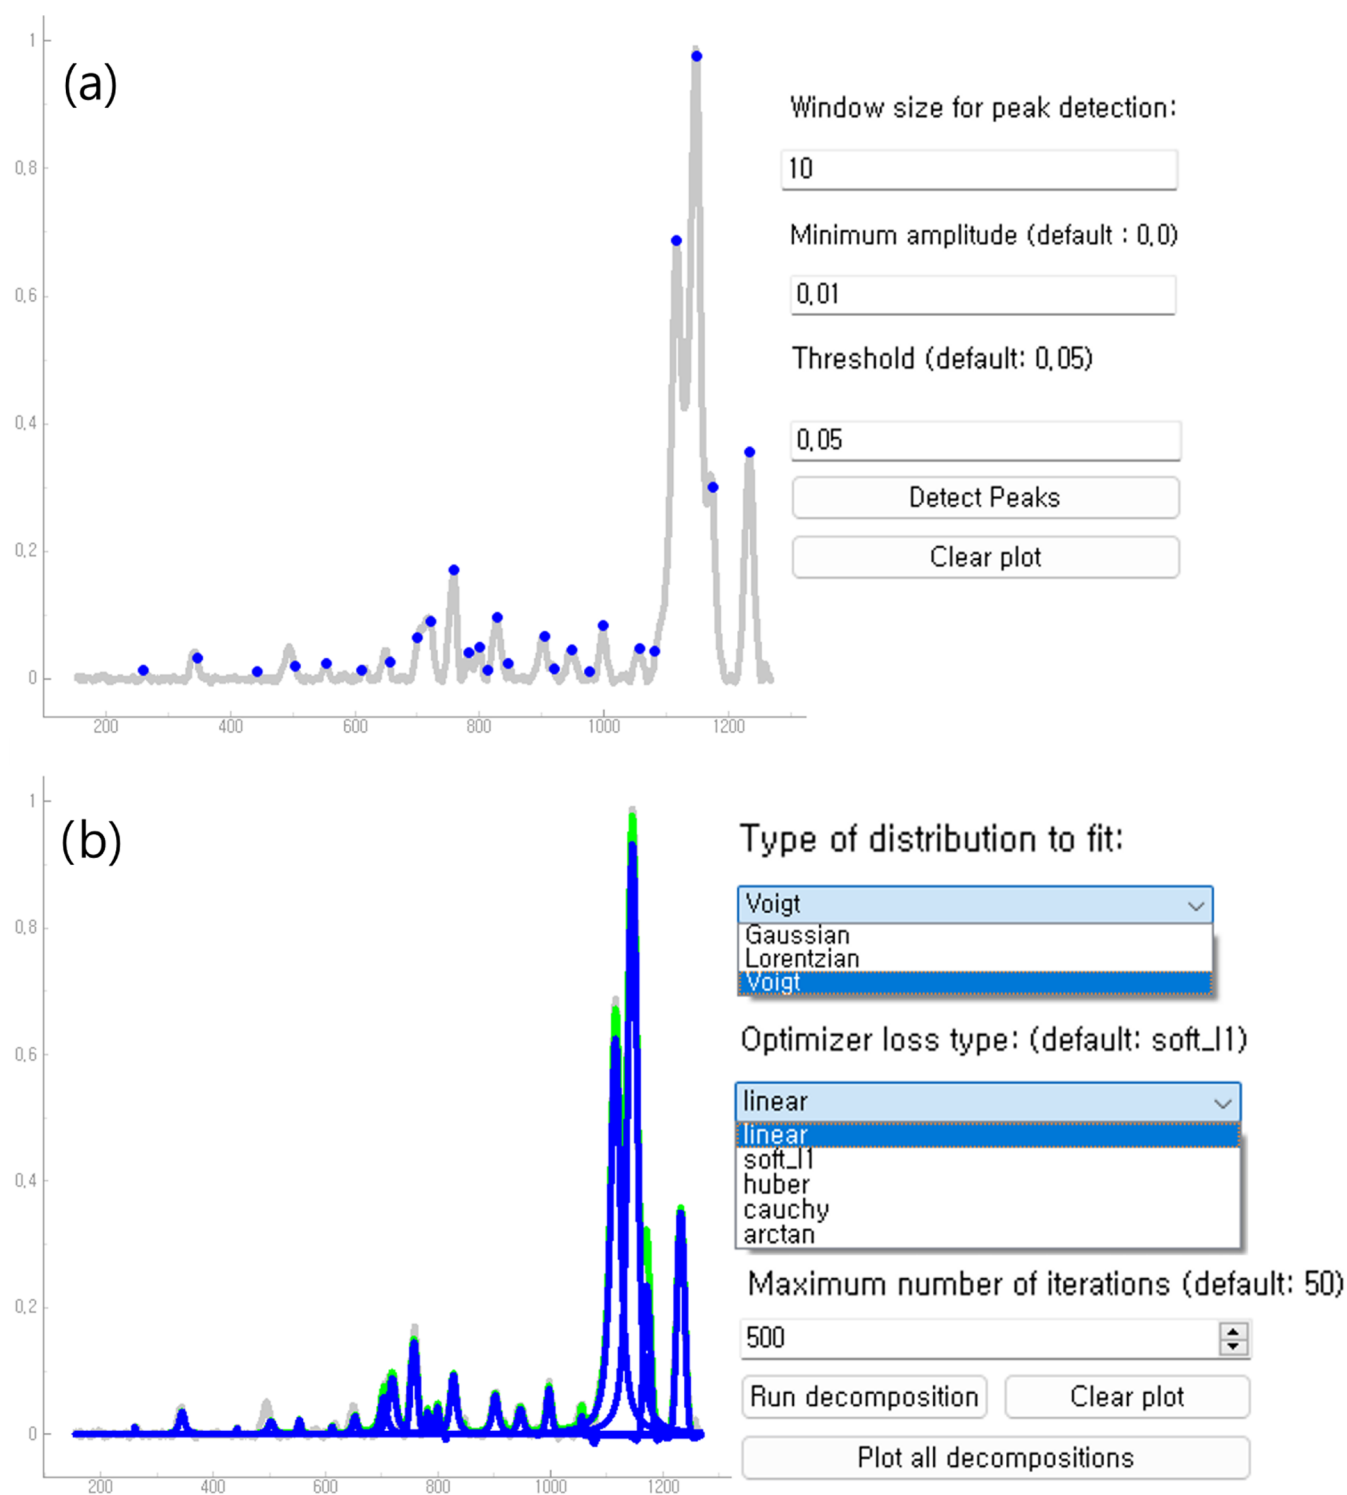 (a)
1
0.8
0.6
0.4
0.2
0
200 400 600 800 1000 1200
Window size for peak detection:
10
Minimum amplitude (default : 0.0)
0.01
Threshold (default: 0.05)
0.05
Detect Peaks
Clear plot
(b)
1
0.8
0.6
0.4
0.2
0
200 400 600 800 1000 1200
Type of distribution to fit:
Voigt
Gaussian
Lorentzian
Voigt
Optimizer loss type: (default: soft_l1)
linear
linear
soft_l1
huber
cauchy
arctan
Maximum number of iterations (default: 50)
500
Run decomposition Clear plot
Plot all decompositions